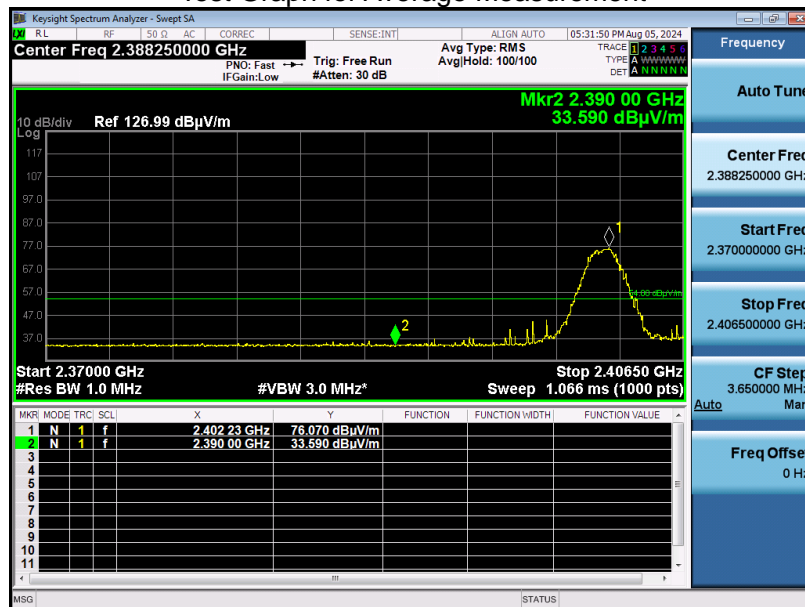 Test Graph for Average Measurement
Keysight Spectrum Analyzer - Swept SA
RL RF 50 Ω AC CORREC SENSE:INT ALIGN AUTO 05:31:50 PM Aug 05, 2024
Center Freq 2.388250000 GHz
PNO: Fast Trig: Free Run
IFGain:Low #Atten: 30 dB
Avg Type: RMS
Avg|Hold: 100/100
TRACE 1 2 3 4 5 6
TYPE A WWWWW
DET A N N N N N
Mkr2 2.390 00 GHz
33.590 dBµV/m
10 dB/div Ref 126.99 dBµV/m
Log
117
107
97.0
87.0
77.0
67.0
57.0
47.0
37.0
1
54.00 dBµV/m
2
Start 2.37000 GHz Stop 2.40650 GHz
#Res BW 1.0 MHz #VBW 3.0 MHz* Sweep 1.066 ms (1000 pts)
MKR MODE TRC SCL X Y FUNCTION FUNCTION WIDTH FUNCTION VALUE
1 N 1 f 2.402 23 GHz 76.070 dBµV/m
2 N 1 f 2.390 00 GHz 33.590 dBµV/m
3
4
5
6
7
8
9
10
11
MSG STATUS
Frequency
Auto Tune
Center Freq
2.388250000 GHz
Start Freq
2.370000000 GHz
Stop Freq
2.406500000 GHz
CF Step
3.650000 MHz
Auto Man
Freq Offset
0 Hz